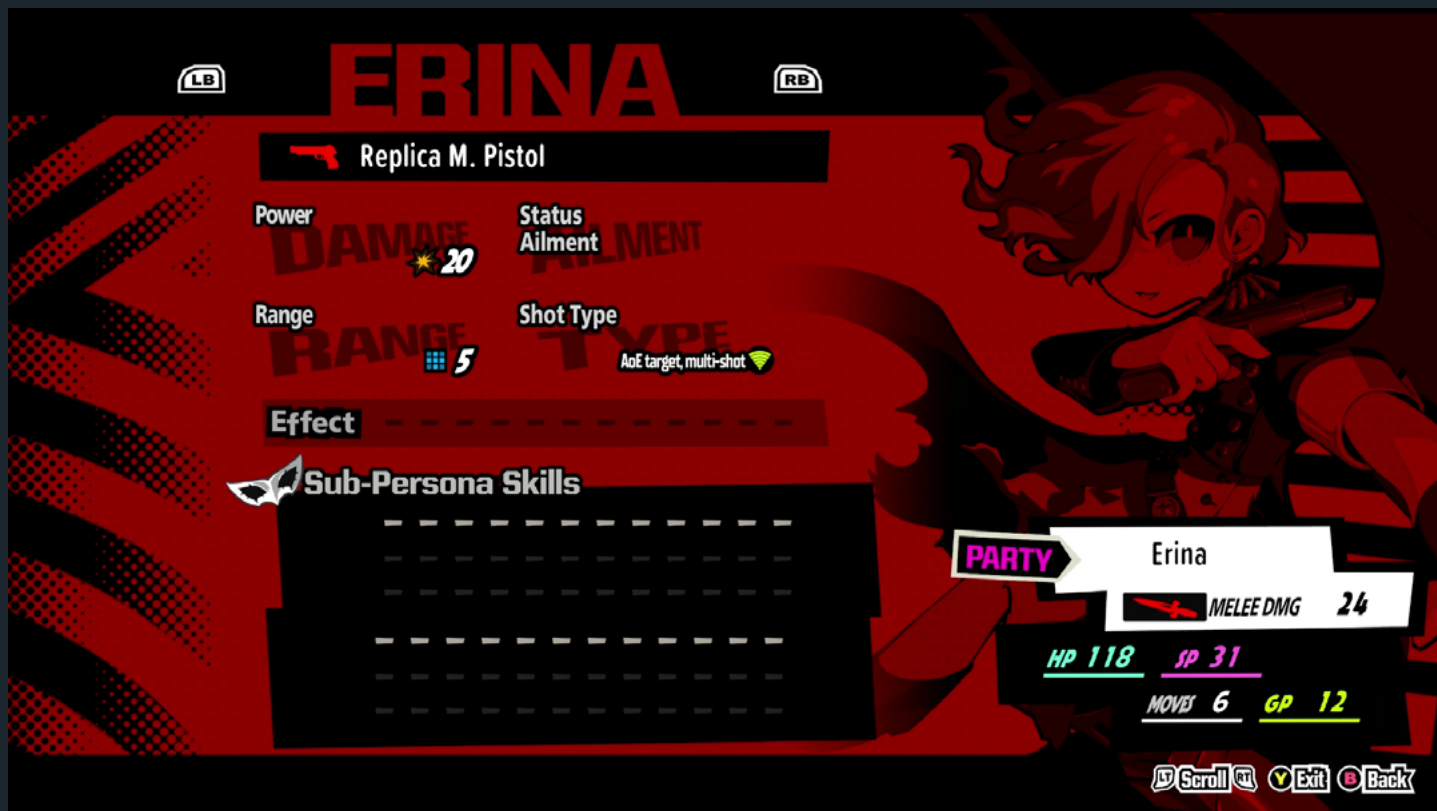 LB
ERINA
RB
Replica M. Pistol
Power
DAMAGE
20
Status
Ailment
AILMENT
Range
RANGE
5
Shot Type
TYPE
AoE target, multi-shot
Effect
Sub-Persona Skills
PARTY
Erina
MELEE DMG 24
HP 118 SP 31
MOVES 6 GP 12
LT Scroll RT Y Exit B Back